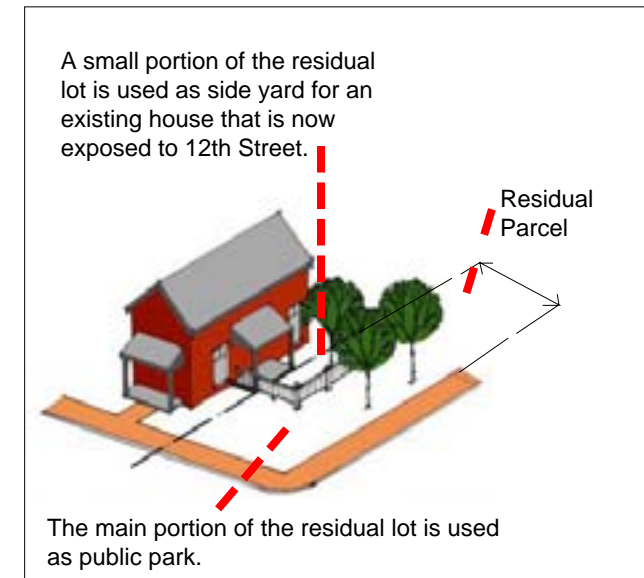 A small portion of the residual
lot is used as side yard for an
existing house that is now
exposed to 12th Street.
Residual
Parcel
The main portion of the residual lot is used
as public park.